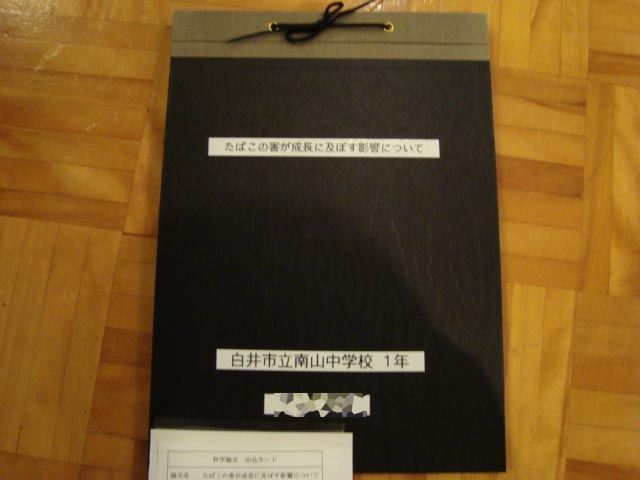 たばこの害が成長に及ぼす影響について
白井市立南山中学校 1年
科学論文 出品カード
論文名 たばこの害が成長に及ぼす影響について